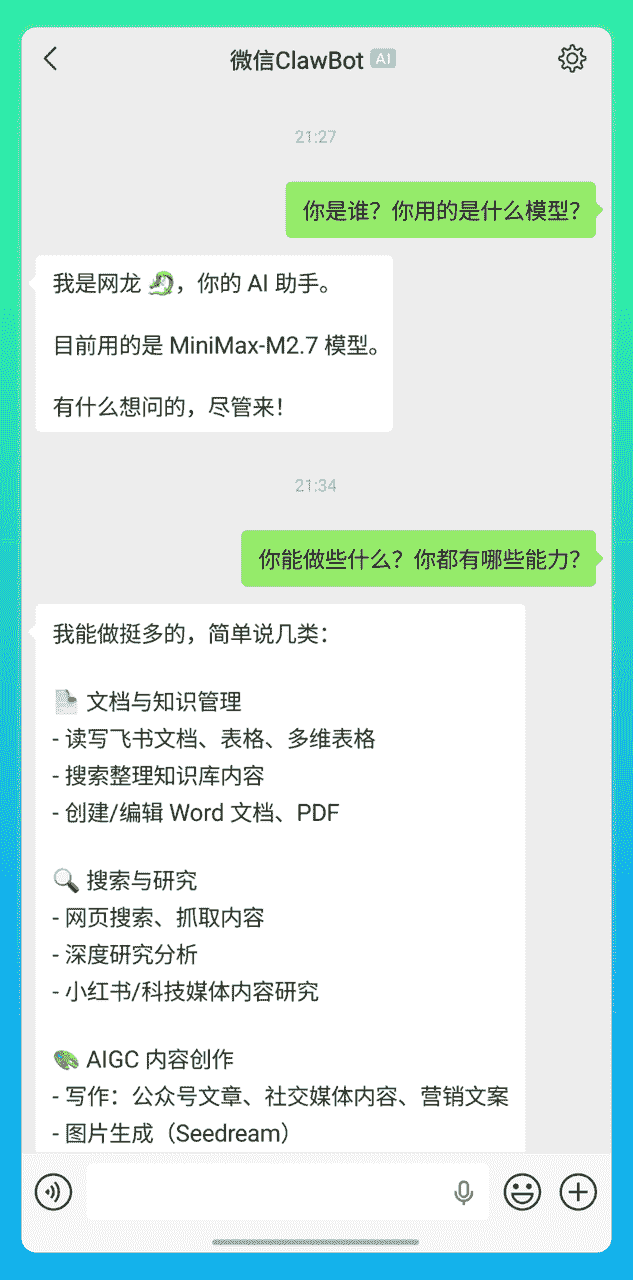 微信ClawBot AI
21:27
你是谁？你用的是什么模型？
我是网龙 🐉，你的 AI 助手。
目前用的是 MiniMax-M2.7 模型。
有什么想问的，尽管来！
21:34
你能做些什么？你都有哪些能力？
我能做挺多的，简单说几类：
📄 文档与知识管理
- 读写飞书文档、表格、多维表格
- 搜索整理知识库内容
- 创建/编辑 Word 文档、PDF
🔍 搜索与研究
- 网页搜索、抓取内容
- 深度研究分析
- 小红书/科技媒体内容研究
🎨 AIGC 内容创作
- 写作：公众号文章、社交媒体内容、营销文案
- 图片生成（Seedream）